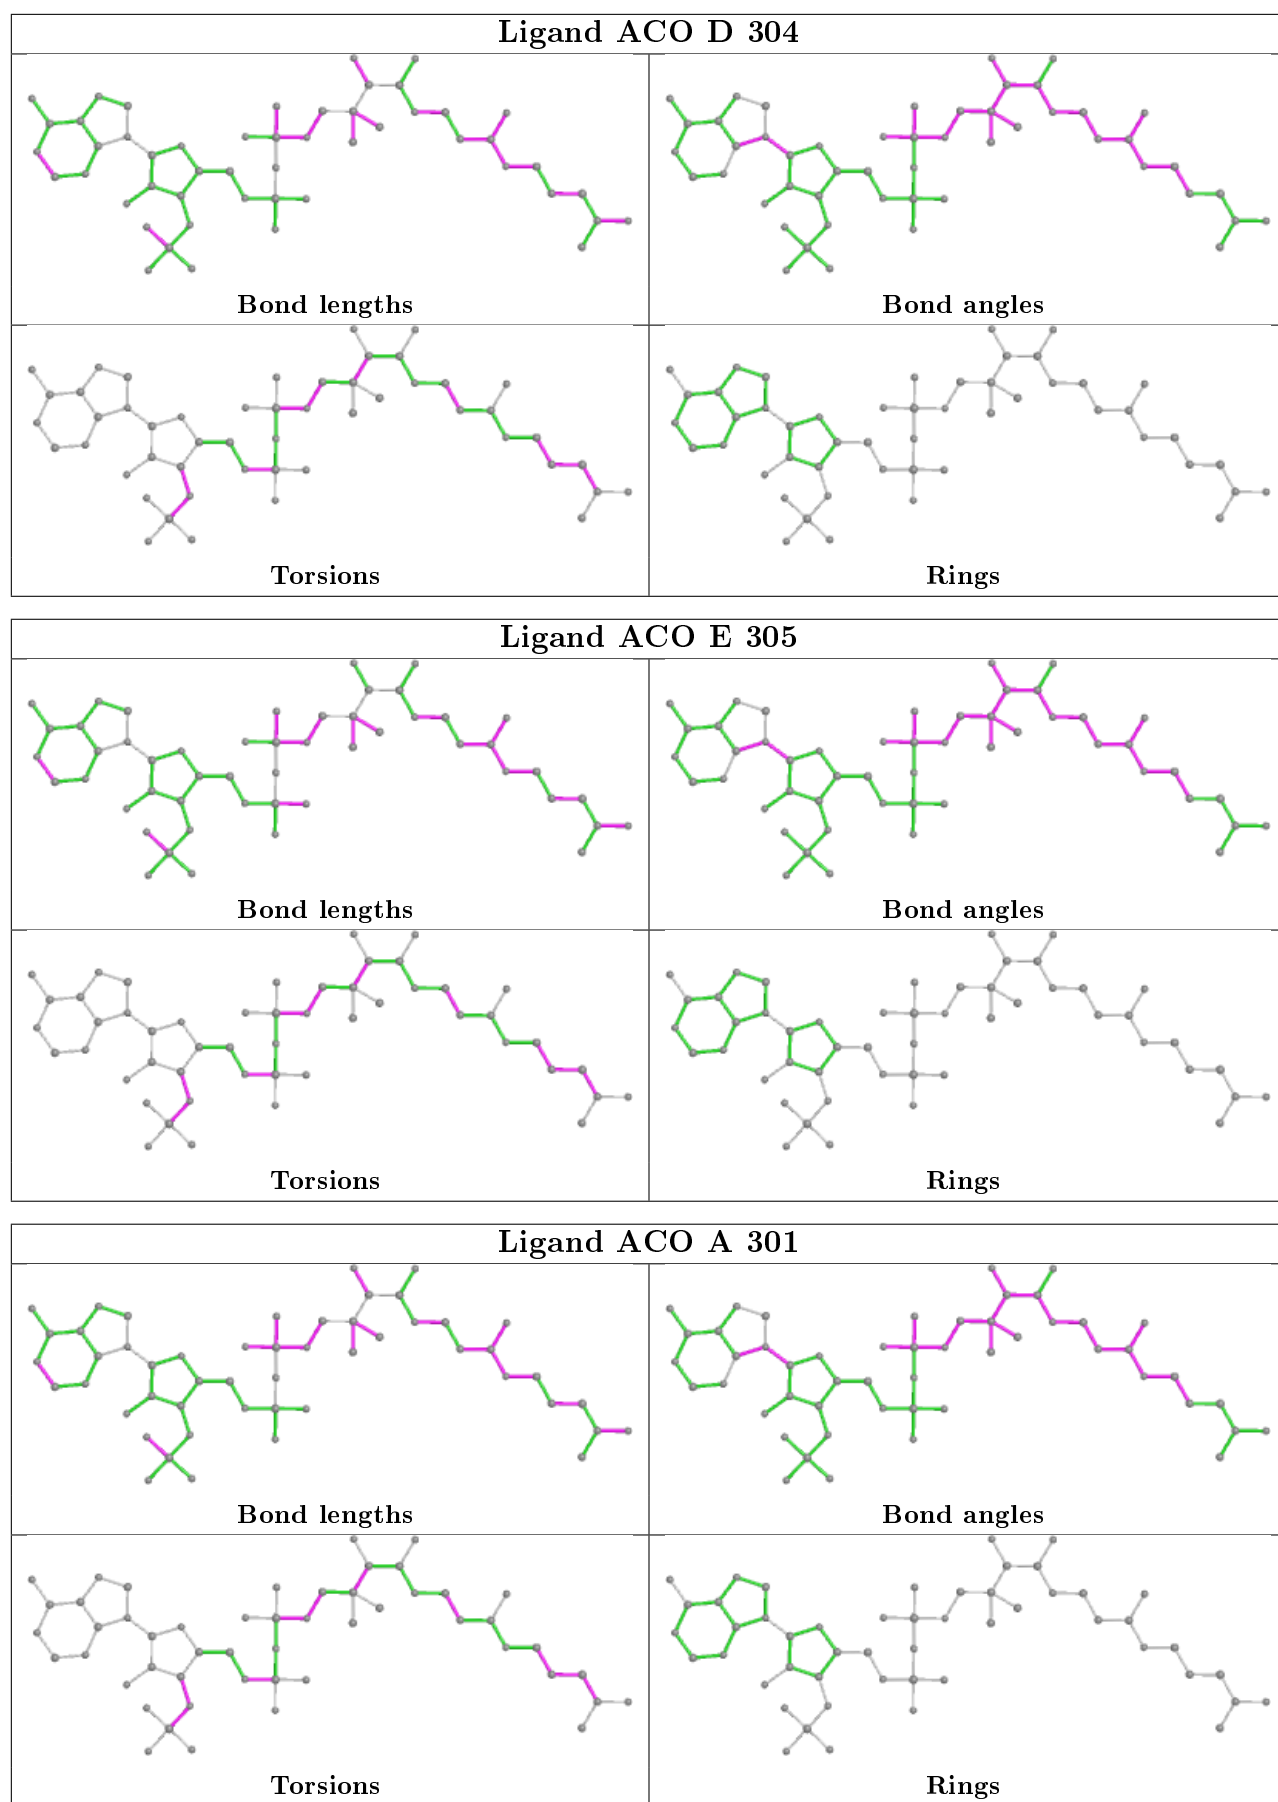 Ligand ACO D 304
Bond lengths
Bond angles
Torsions
Rings
Ligand ACO E 305
Bond lengths
Bond angles
Torsions
Rings
Ligand ACO A 301
Bond lengths
Bond angles
Torsions
Rings